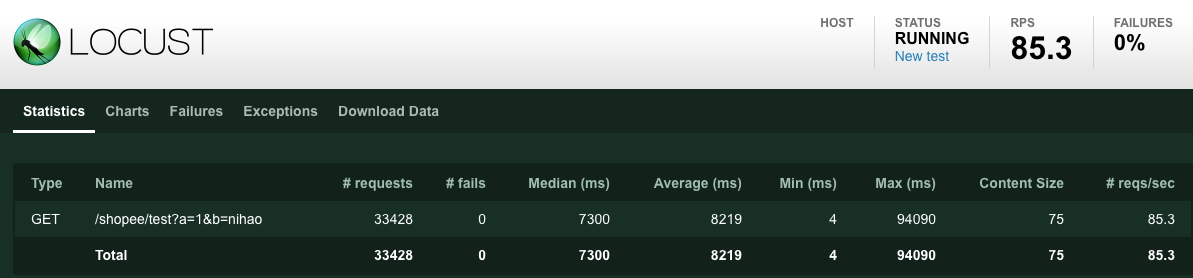 LOCUST
HOST STATUS RPS FAILURES
RUNNING 85.3 0%
New test
Statistics Charts Failures Exceptions Download Data
Type Name # requests # fails Median (ms) Average (ms) Min (ms) Max (ms) Content Size # reqs/sec
GET /shopee/test?a=1&b=nihao 33428 0 7300 8219 4 94090 75 85.3
Total 33428 0 7300 8219 4 94090 75 85.3